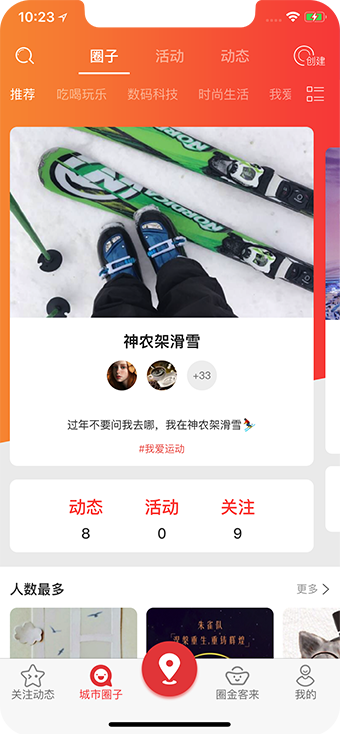 10:23
圈子 活动 动态 创建
推荐 吃喝玩乐 数码科技 时尚生活 我爱
NORDICA
神农架滑雪
+33
过年不要问我去哪，我在神农架滑雪
#我爱运动
动态 活动 关注
8 0 9
人数最多 更多
朱雀队
涅槃重生,重铸辉煌
关注动态 城市圈子 圈金客来 我的